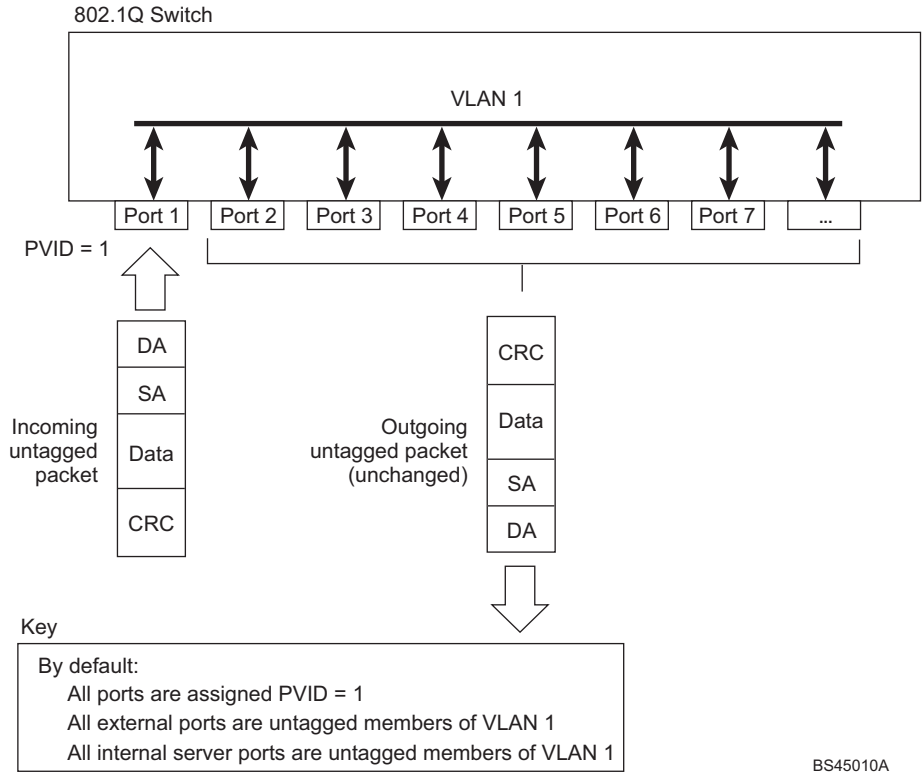 802.1Q Switch
VLAN 1
Port 1
Port 2
Port 3
Port 4
Port 5
Port 6
Port 7
...
PVID = 1
DA
SA
Data
CRC
Incoming
untagged
packet
CRC
Data
SA
DA
Outgoing
untagged packet
(unchanged)
Key
By default:
All ports are assigned PVID = 1
All external ports are untagged members of VLAN 1
All internal server ports are untagged members of VLAN 1
BS45010A